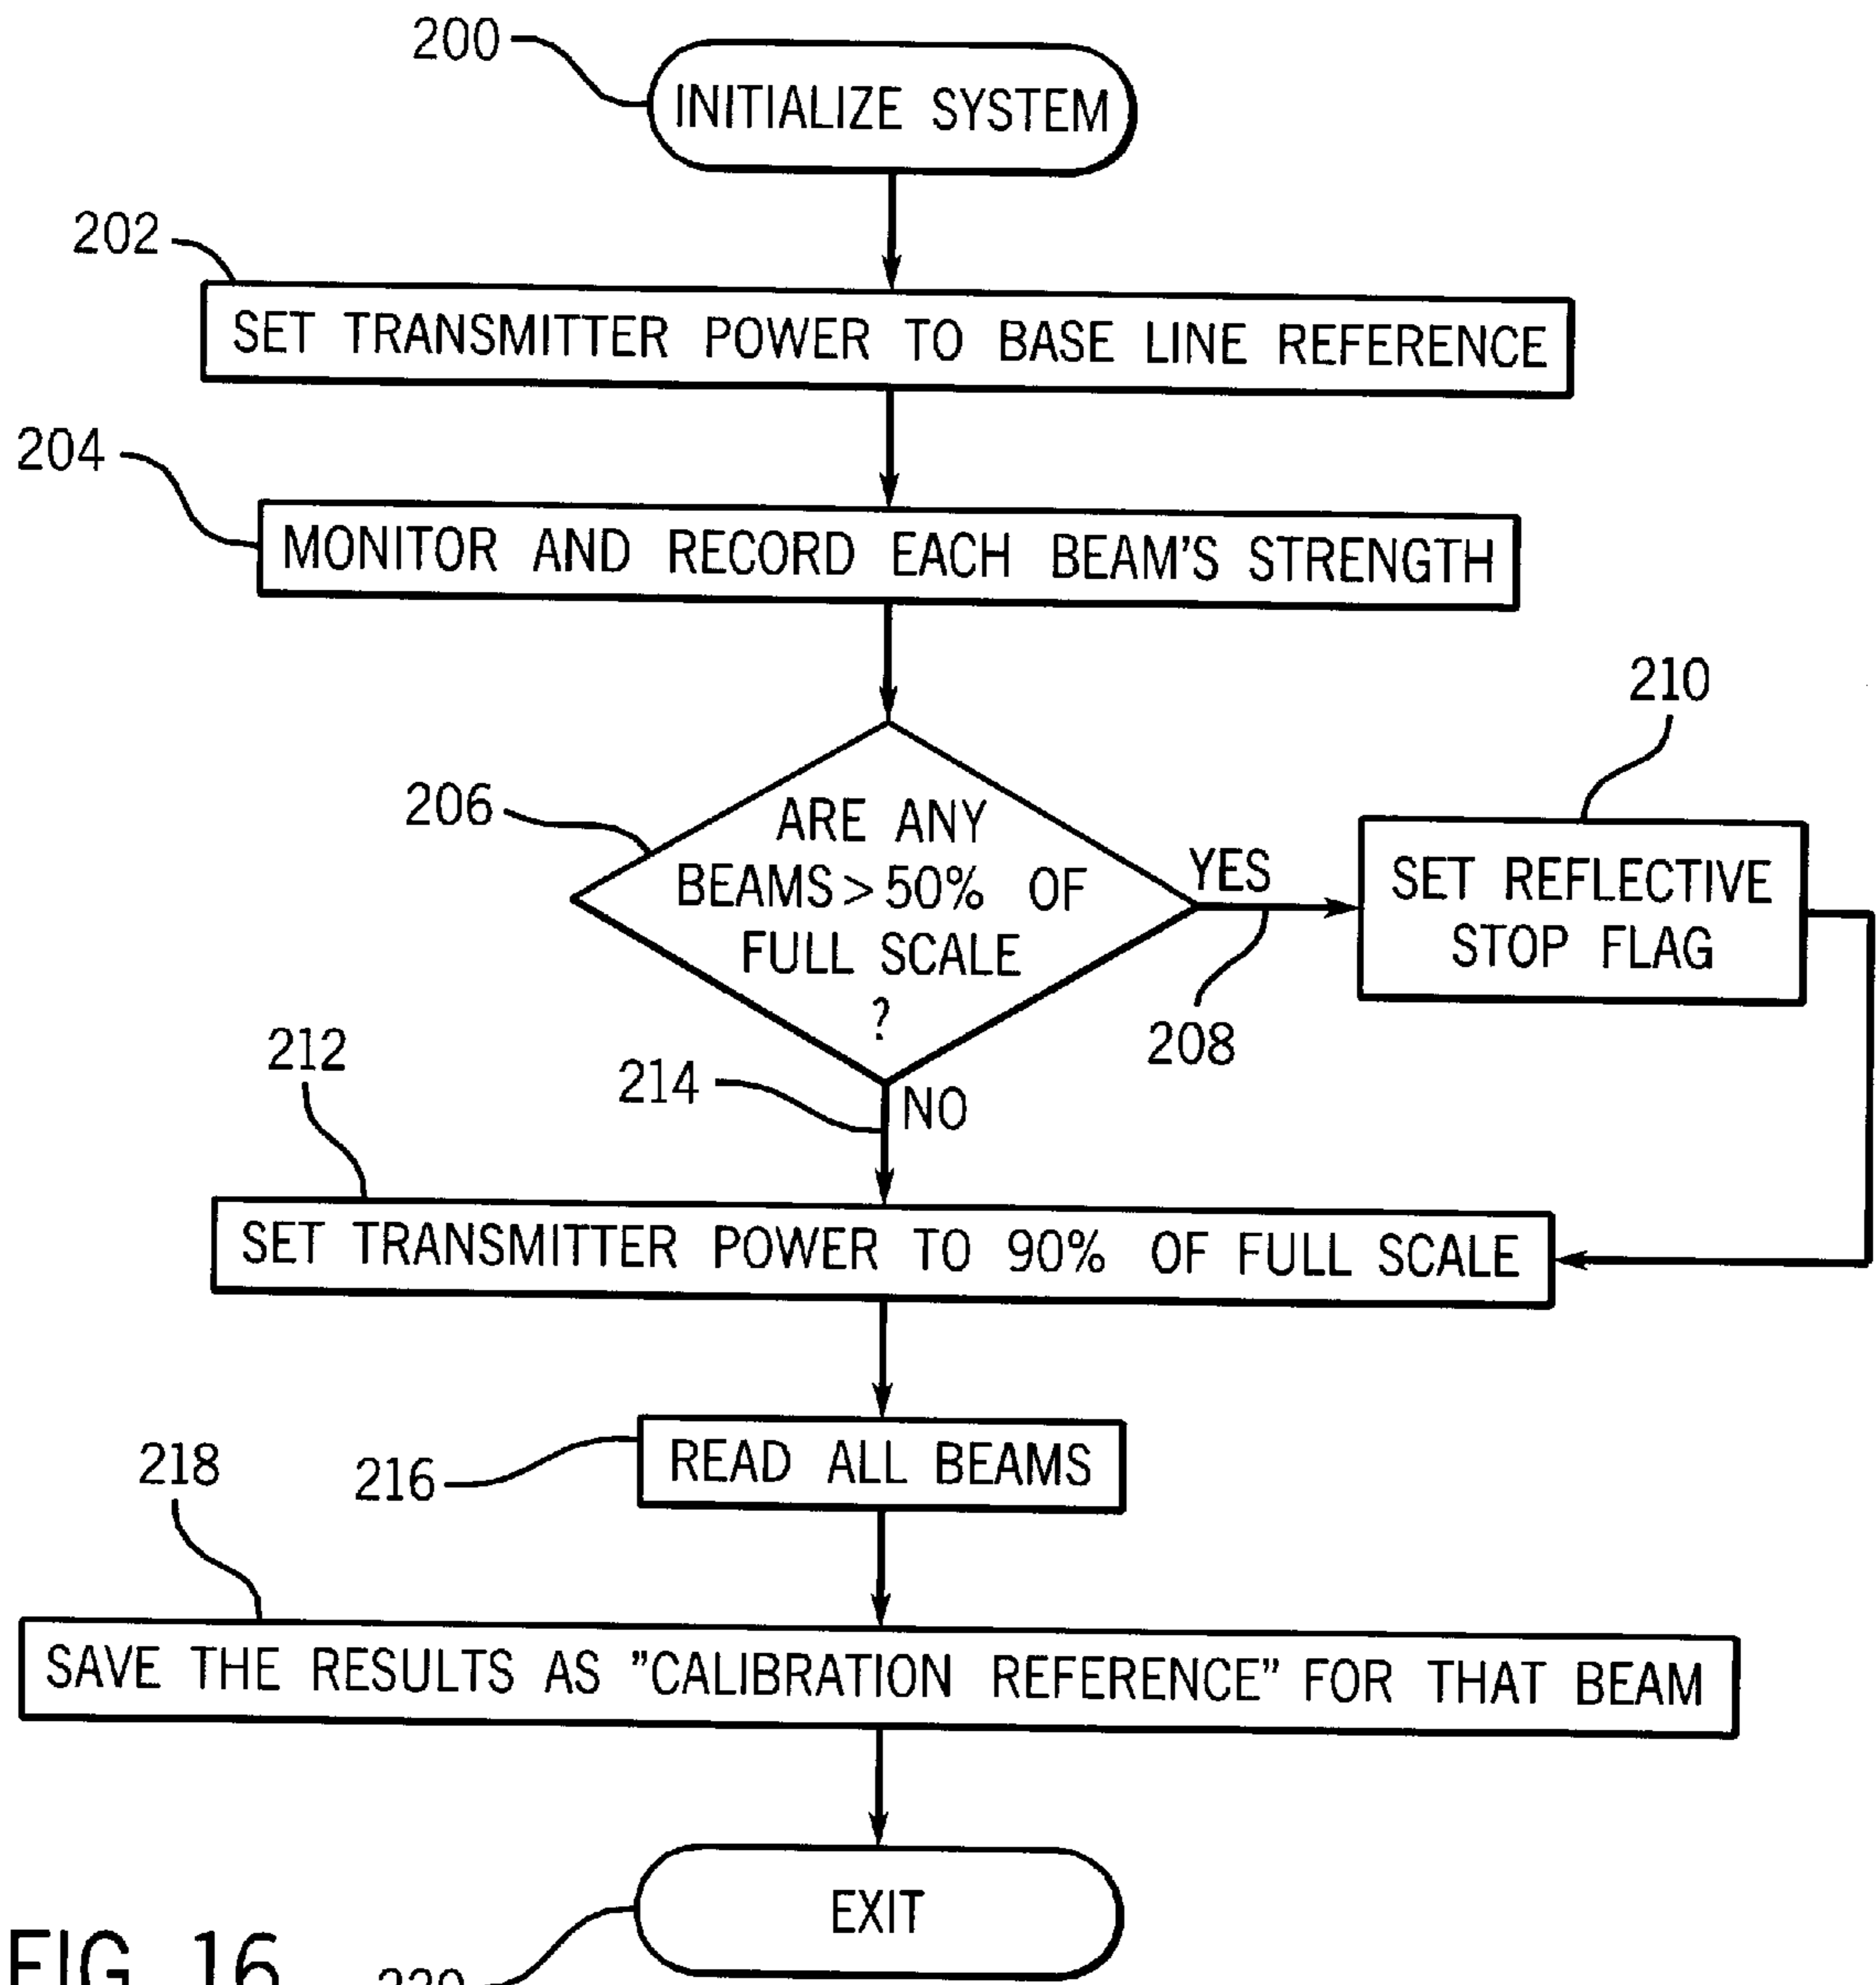 200
INITIALIZE SYSTEM
202
SET TRANSMITTER POWER TO BASE LINE REFERENCE
204
MONITOR AND RECORD EACH BEAM'S STRENGTH
206
ARE ANY
BEAMS > 50% OF
FULL SCALE
?
YES
208
210
SET REFLECTIVE
STOP FLAG
214
NO
212
SET TRANSMITTER POWER TO 90% OF FULL SCALE
216
READ ALL BEAMS
218
SAVE THE RESULTS AS "CALIBRATION REFERENCE" FOR THAT BEAM
EXIT
FIG. 16